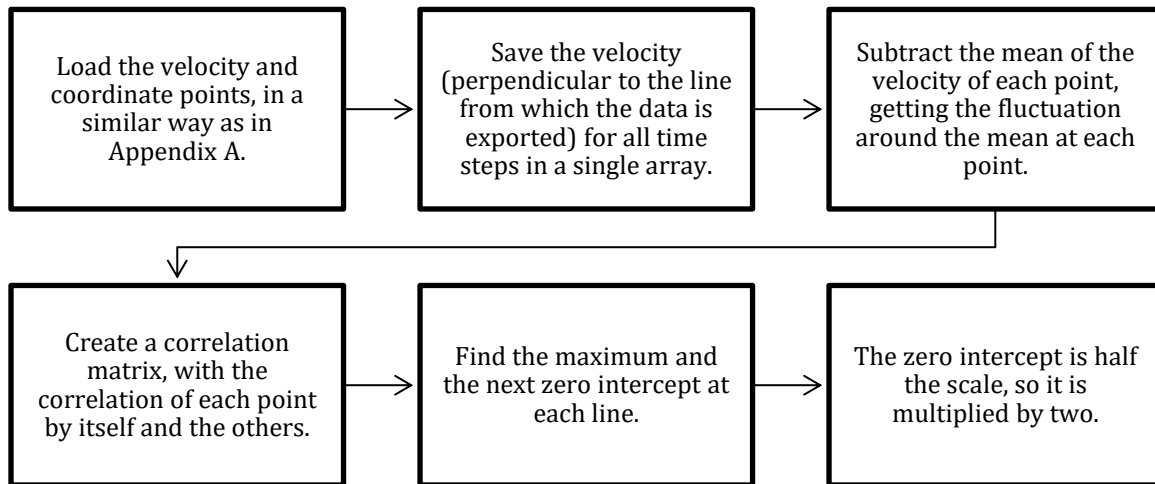 Load the velocity and
coordinate points, in a
similar way as in
Appendix A.
Save the velocity
(perpendicular to the line
from which the data is
exported) for all time
steps in a single array.
Subtract the mean of the
velocity of each point,
getting the fluctuation
around the mean at each
point.
Create a correlation
matrix, with the
correlation of each point
by itself and the others.
Find the maximum and
the next zero intercept at
each line.
The zero intercept is half
the scale, so it is
multiplied by two.